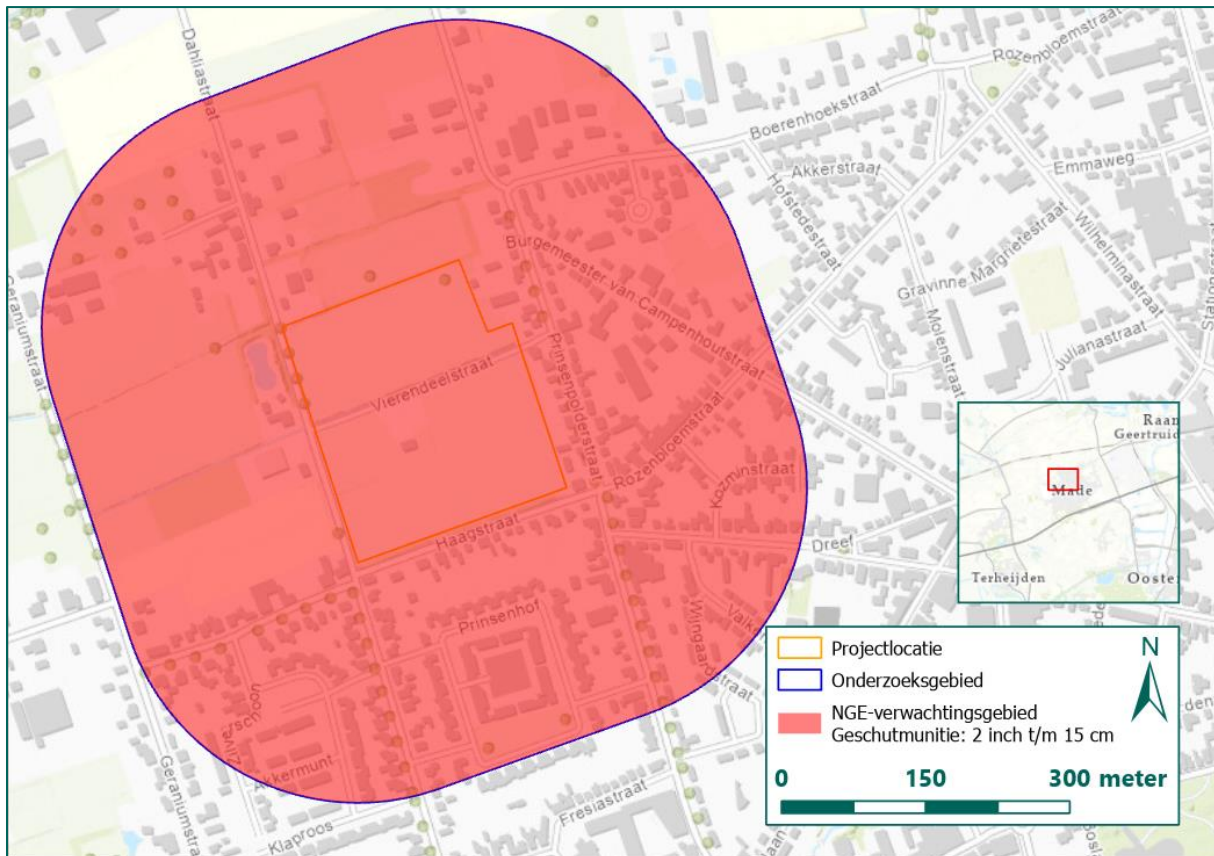 Dahliastraat
Rozenbloemstraat
Boerenhoekstraat
Akkerstraat
Emmaweg
Hofstedestraat
Wilhelminastraat
Gravinne Margrietestraat
Burgemeester van Campenhoutstraat
Geraniumstraat
Molenstraat
Stationsstraat
Julianastraat
Prinsenpolderstraat
Vierendeelstraat
Rozenbloemstraat
Kozminstraat
Haagstraat
Dreef
Prinsenhof
Wijngaardstraat
Akkermunt
Geraniumstraat
Klaproos
Fresiastraat
Raam
Geertruid
Made
Terheijden
Ooste
Projectlocatie
N
Onderzoeksgebied
NGE-verwachtingsgebied
Geschutmunitie: 2 inch t/m 15 cm
0 150 300 meter